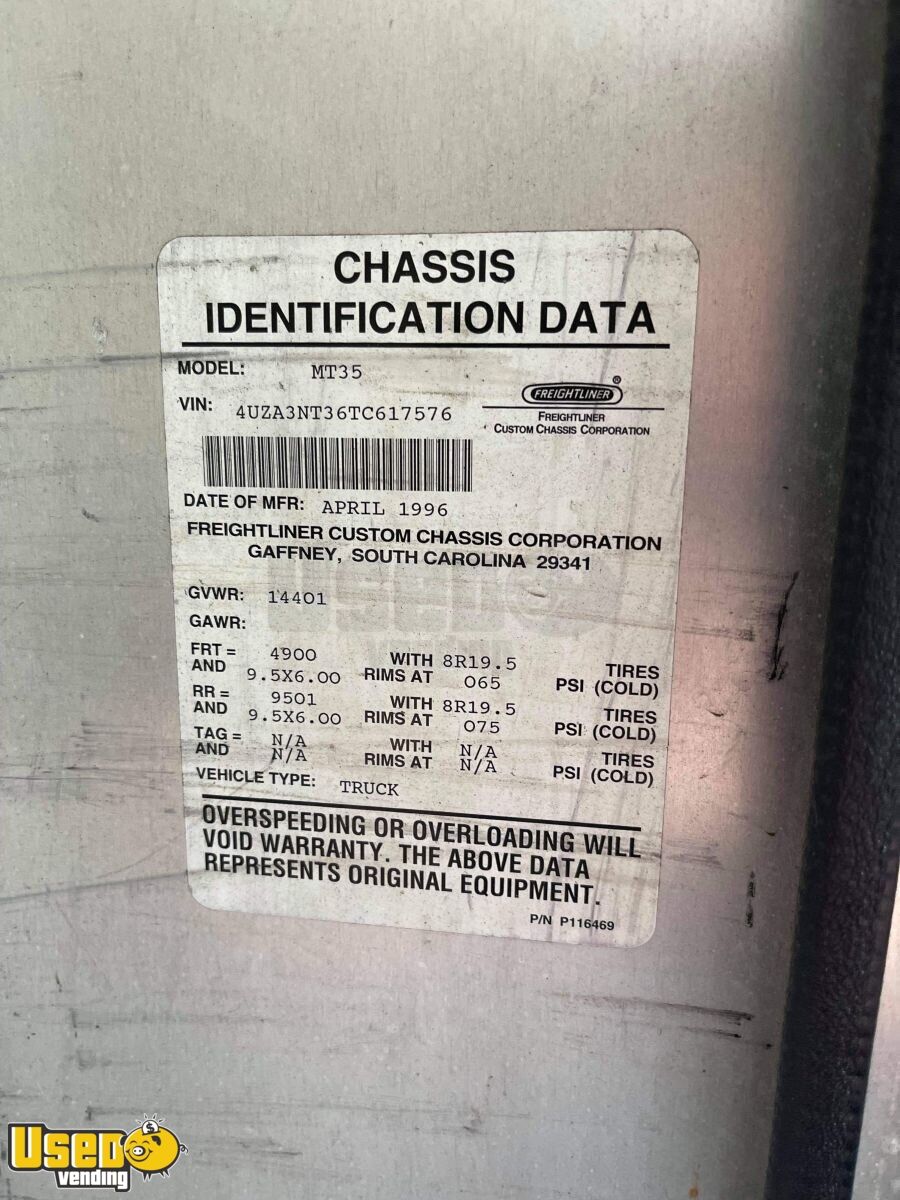 CHASSIS
IDENTIFICATION DATA
MODEL: MT35
VIN: 4UZA3NT36TC617576
FREIGHTLINER®
FREIGHTLINER
CUSTOM CHASSIS CORPORATION
DATE OF MFR: APRIL 1996
FREIGHTLINER CUSTOM CHASSIS CORPORATION
GAFFNEY, SOUTH CAROLINA 29341
GVWR: 14401
GAWR:
FRT = 4900 WITH 8R19.5 TIRES
AND 9.5X6.00 RIMS AT 065 PSI (COLD)
RR = 9501 WITH 8R19.5 TIRES
AND 9.5X6.00 RIMS AT 075 PSI (COLD)
TAG = N/A WITH N/A TIRES
AND N/A RIMS AT N/A PSI (COLD)
VEHICLE TYPE: TRUCK
OVERSPEEDING OR OVERLOADING WILL
VOID WARRANTY. THE ABOVE DATA
REPRESENTS ORIGINAL EQUIPMENT.
P/N P116469
USED
vending
USED
VENDING